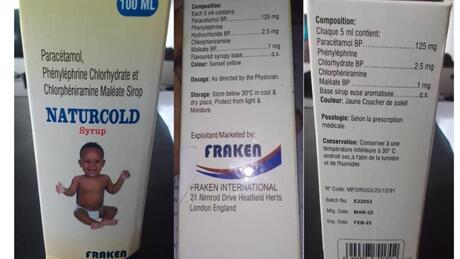 100 ML
Paracétamol,
Phényléphrine Chlorhydrate et
Chlorphéniramine Maléate Sirop
NATURCOLD
Syrup
FRAKEN
Composition:
Each 5 ml contains:
Paracetamol BP 125 mg
Phenylephrine
Hydrochloride BP 2.5 mg
Chlorpheniramine
Maleate BP 1 mg
Flavoured syrupy base q.s.
Colour: Sunset yellow
Dosage: As directed by the Physician.
Storage: Store below 30°C in cool &
dry place, Protect from light &
Moisture.
Exploitant/Marketed by:
FRAKEN
FRAKEN INTERNATIONAL
21 Nimrod Drive Heatfield Herts
London England
Composition:
Chaque 5 ml contient:
Paracétamol BP 125 mg
Phényléphrine
Chlorhydrate BP 2.5 mg
Chlorphéniramine
Maléate BP 1 mg
Base sirup euse aromatisée q.s.
Couleur: Jaune Coucher de soleil
Posologie: Selon la prescription
médicale.
Conservation: Conserver à une
température inférieure à 30° C
endroit sec,à l'abri de la lumière
et de l'humidité.
N° Code: MP/DRUGS/25/12/91
Batch No E22053
Mfg. Date MAR-22
Exp. Date FEB-25